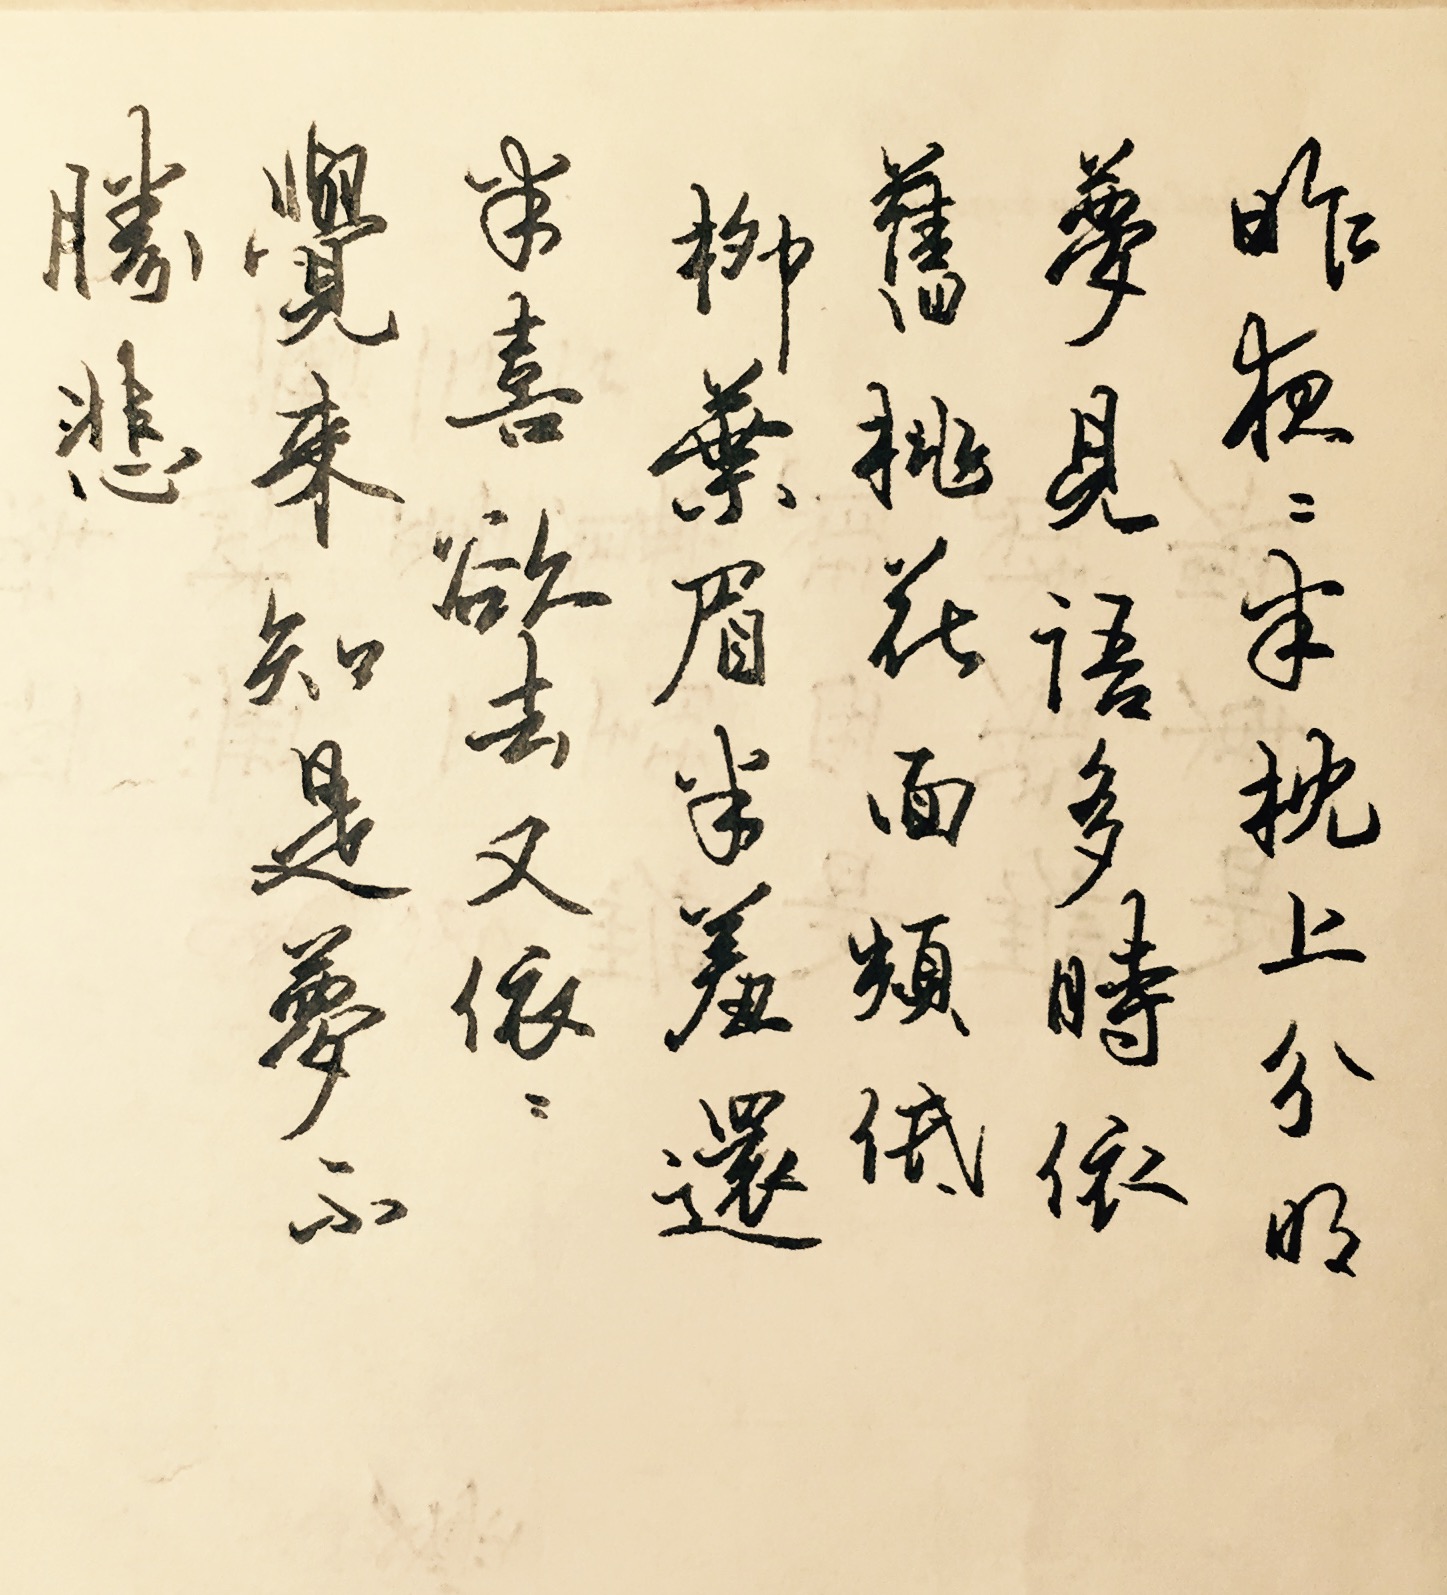 昨夜〻半枕上分明
夢見語多時依
舊桃花面頻低
柳葉眉半羞還
半喜欲去又依〻
覺來知是夢不
勝悲